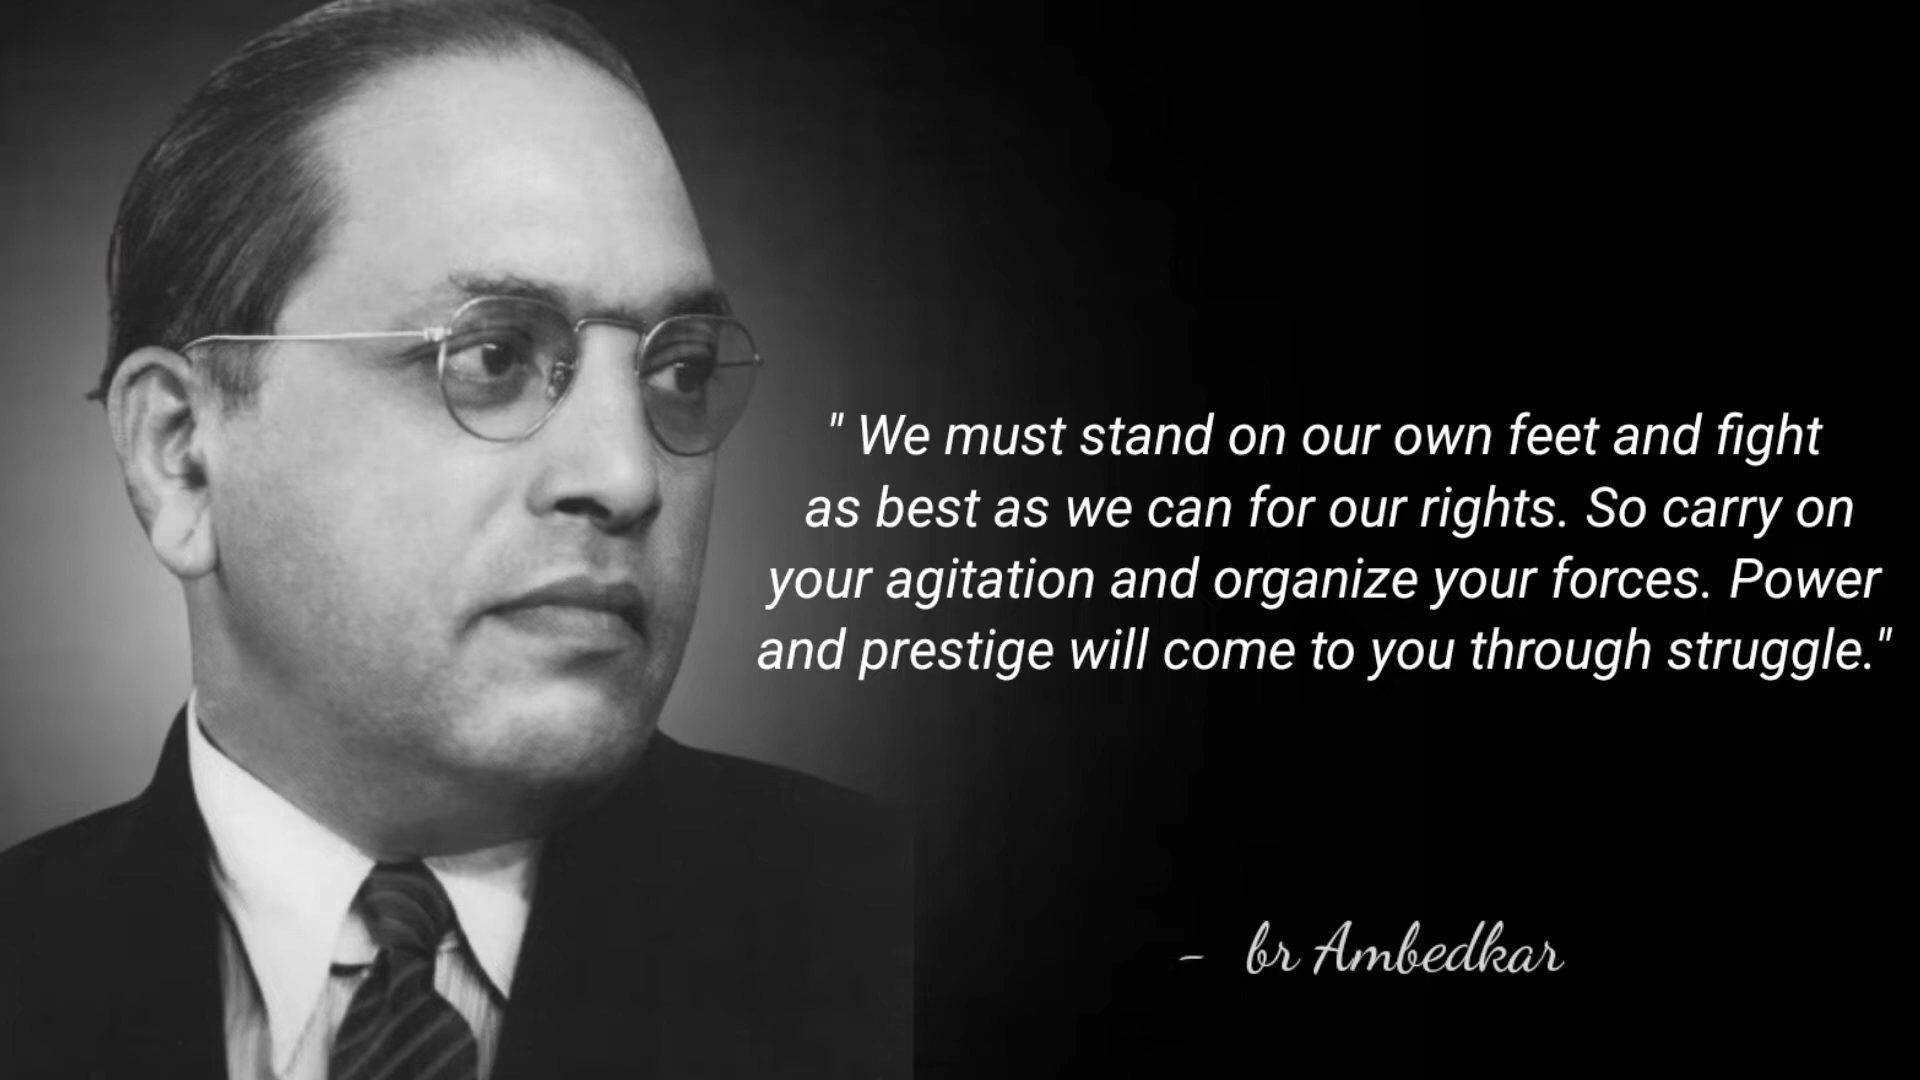 " We must stand on our own feet and fight
as best as we can for our rights. So carry on
your agitation and organize your forces. Power
and prestige will come to you through struggle."
- br Ambedkar